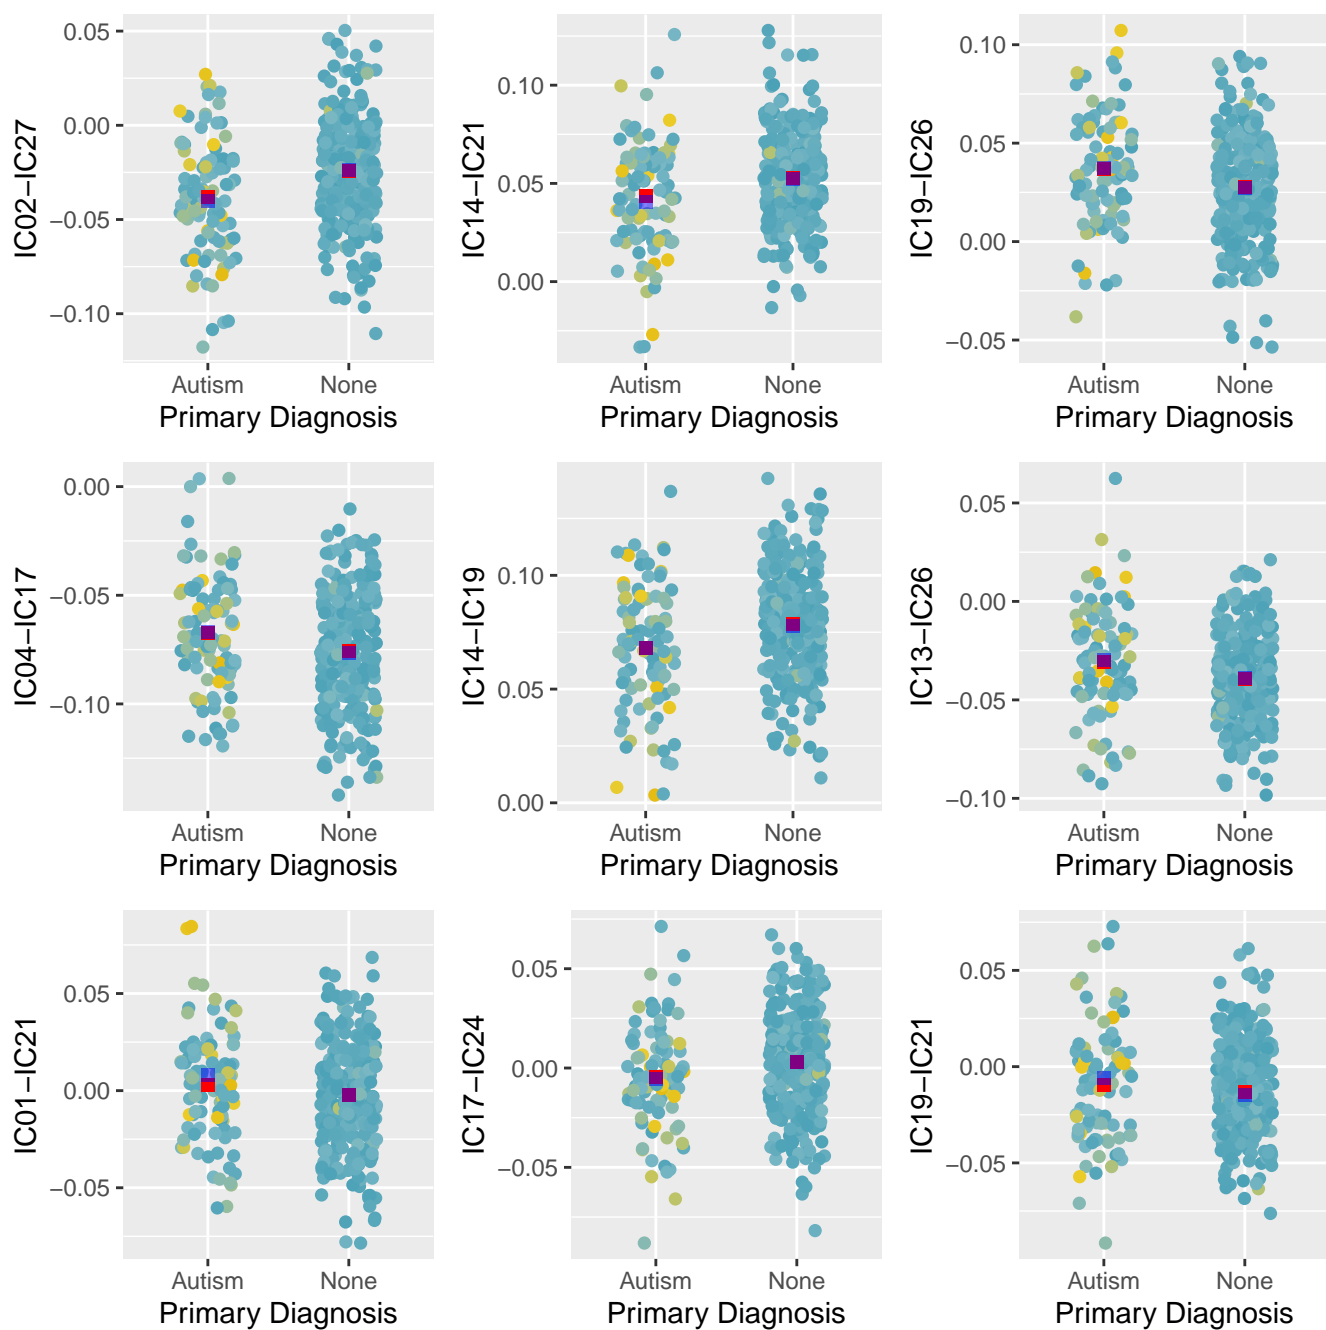 IC02−IC27
0.05
0.00
−0.05
−0.10
Autism None
Primary Diagnosis
IC14−IC21
0.10
0.05
0.00
Autism None
Primary Diagnosis
IC19−IC26
0.10
0.05
0.00
−0.05
Autism None
Primary Diagnosis
IC04−IC17
0.00
−0.05
−0.10
Autism None
Primary Diagnosis
IC14−IC19
0.10
0.05
0.00
Autism None
Primary Diagnosis
IC13−IC26
0.05
0.00
−0.05
−0.10
Autism None
Primary Diagnosis
IC01−IC21
0.05
0.00
−0.05
Autism None
Primary Diagnosis
IC17−IC24
0.05
0.00
−0.05
Autism None
Primary Diagnosis
IC19−IC21
0.05
0.00
−0.05
Autism None
Primary Diagnosis